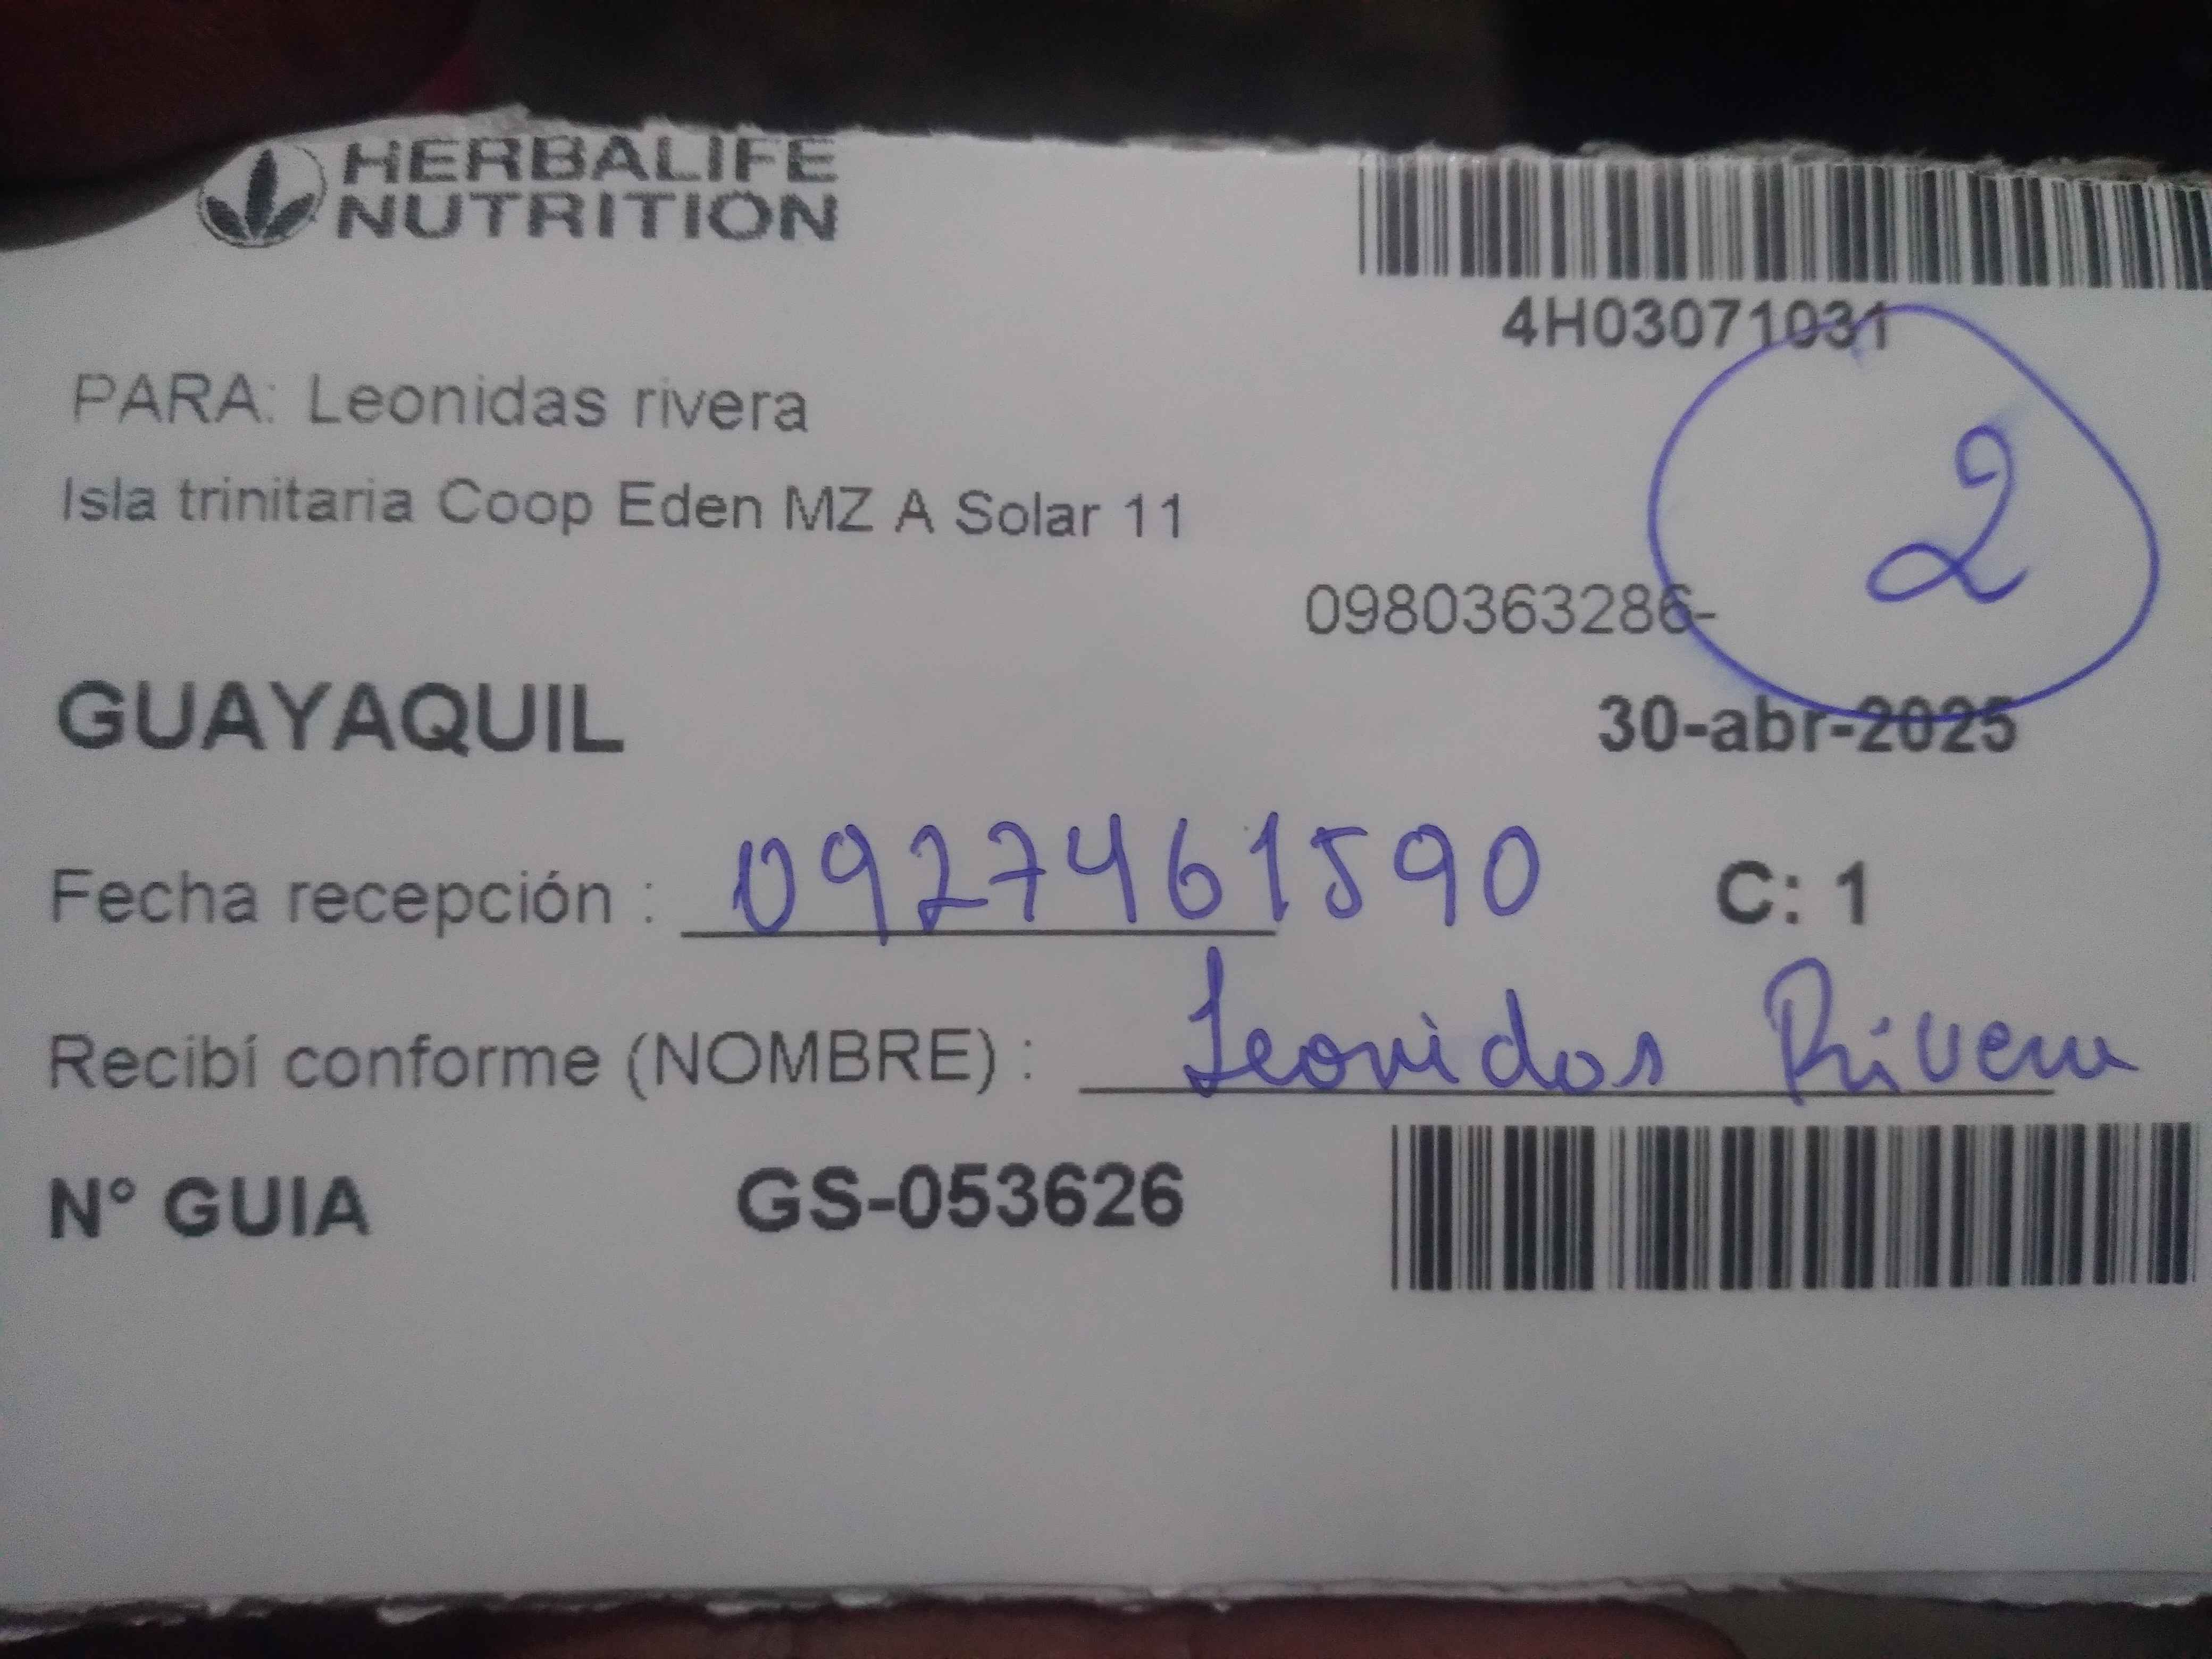 HERBALIFE
NUTRITION
4H03071031
PARA: Leonidas rivera
Isla trinitaria Coop Eden MZ A Solar 11
2
0980363286-
GUAYAQUIL
30-abr-2025
Fecha recepción : 0927461590 C: 1
Recibí conforme (NOMBRE) : Leonidas Rivera
N° GUIA GS-053626